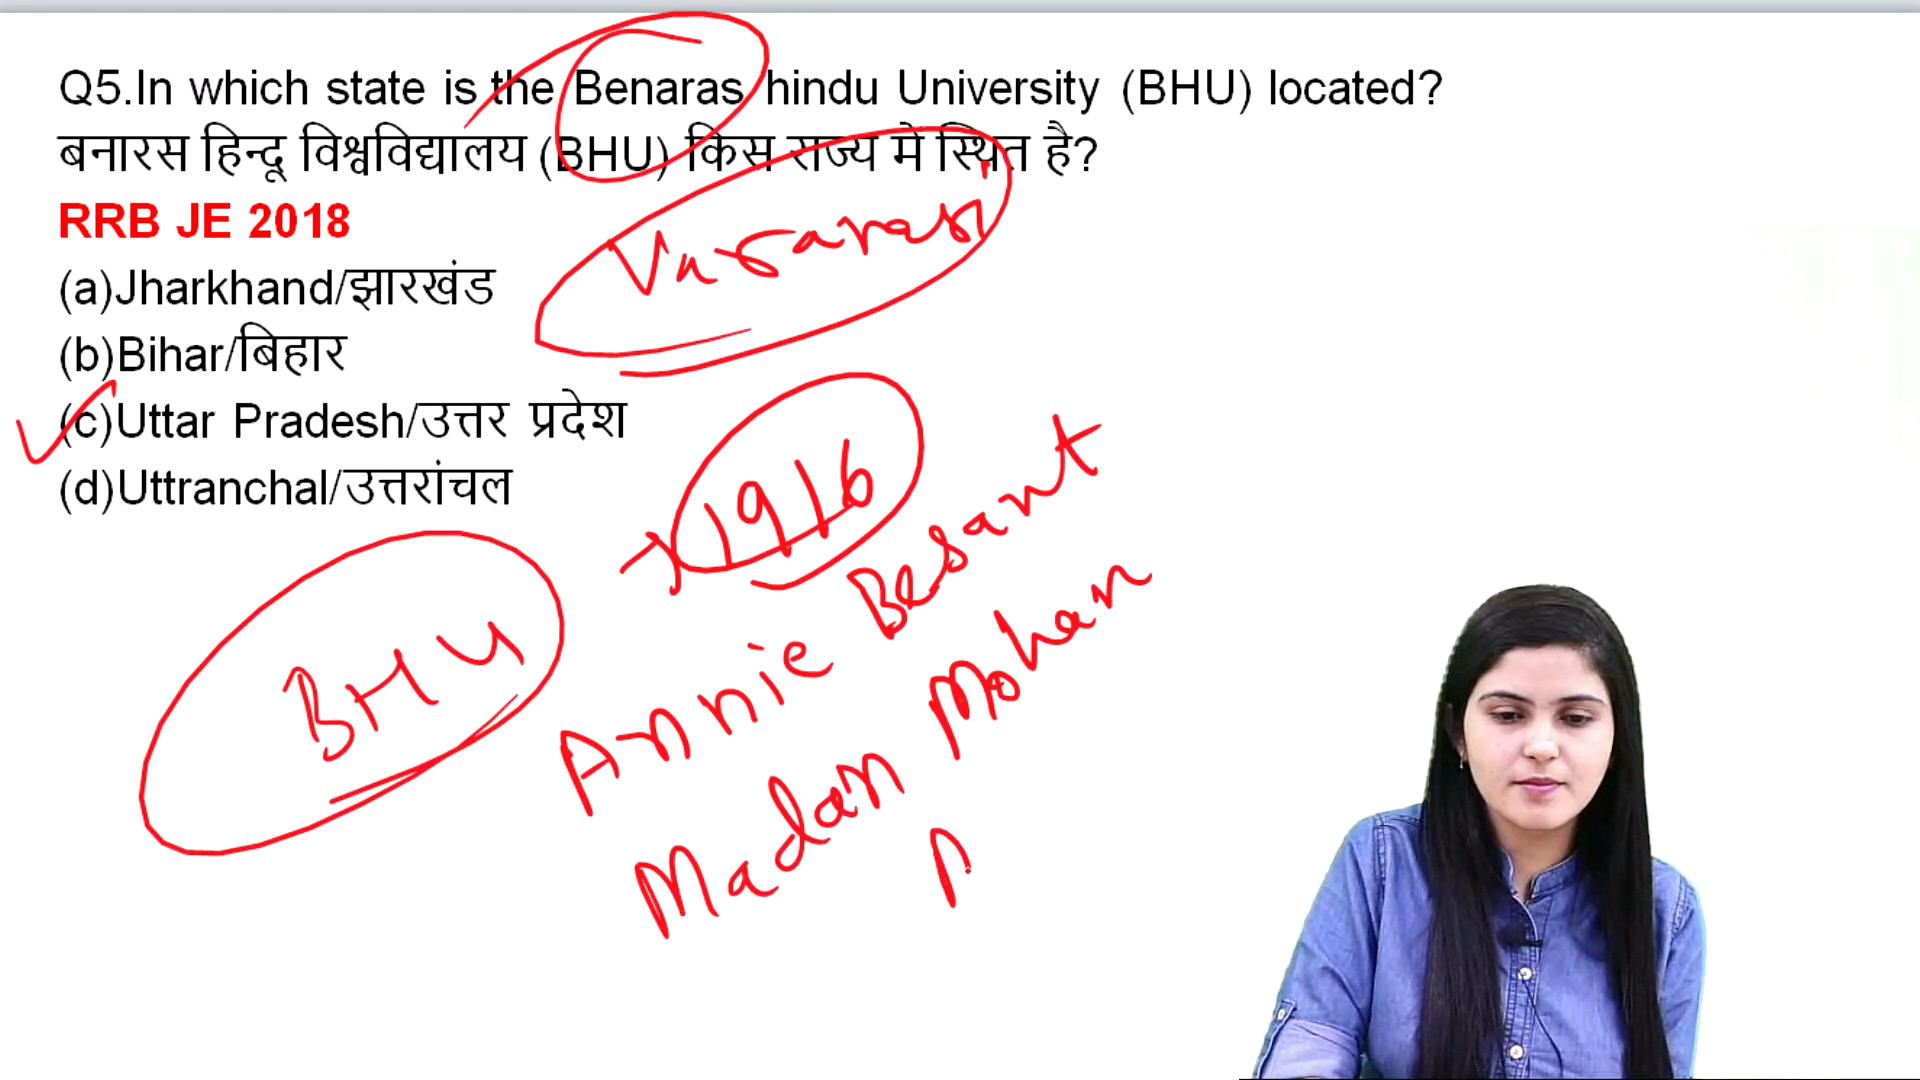 Q5.In which state is the Benaras hindu University (BHU) located?
बनारस हिन्दू विश्वविद्यालय (BHU) किस राज्य में स्थित है?
RRB JE 2018
Varanasi
(a)Jharkhand/झारखंड
(b)Bihar/बिहार
(c)Uttar Pradesh/उत्तर प्रदेश
(d)Uttranchal/उत्तरांचल
1916
BHU
Annie Besant
Madan Mohan